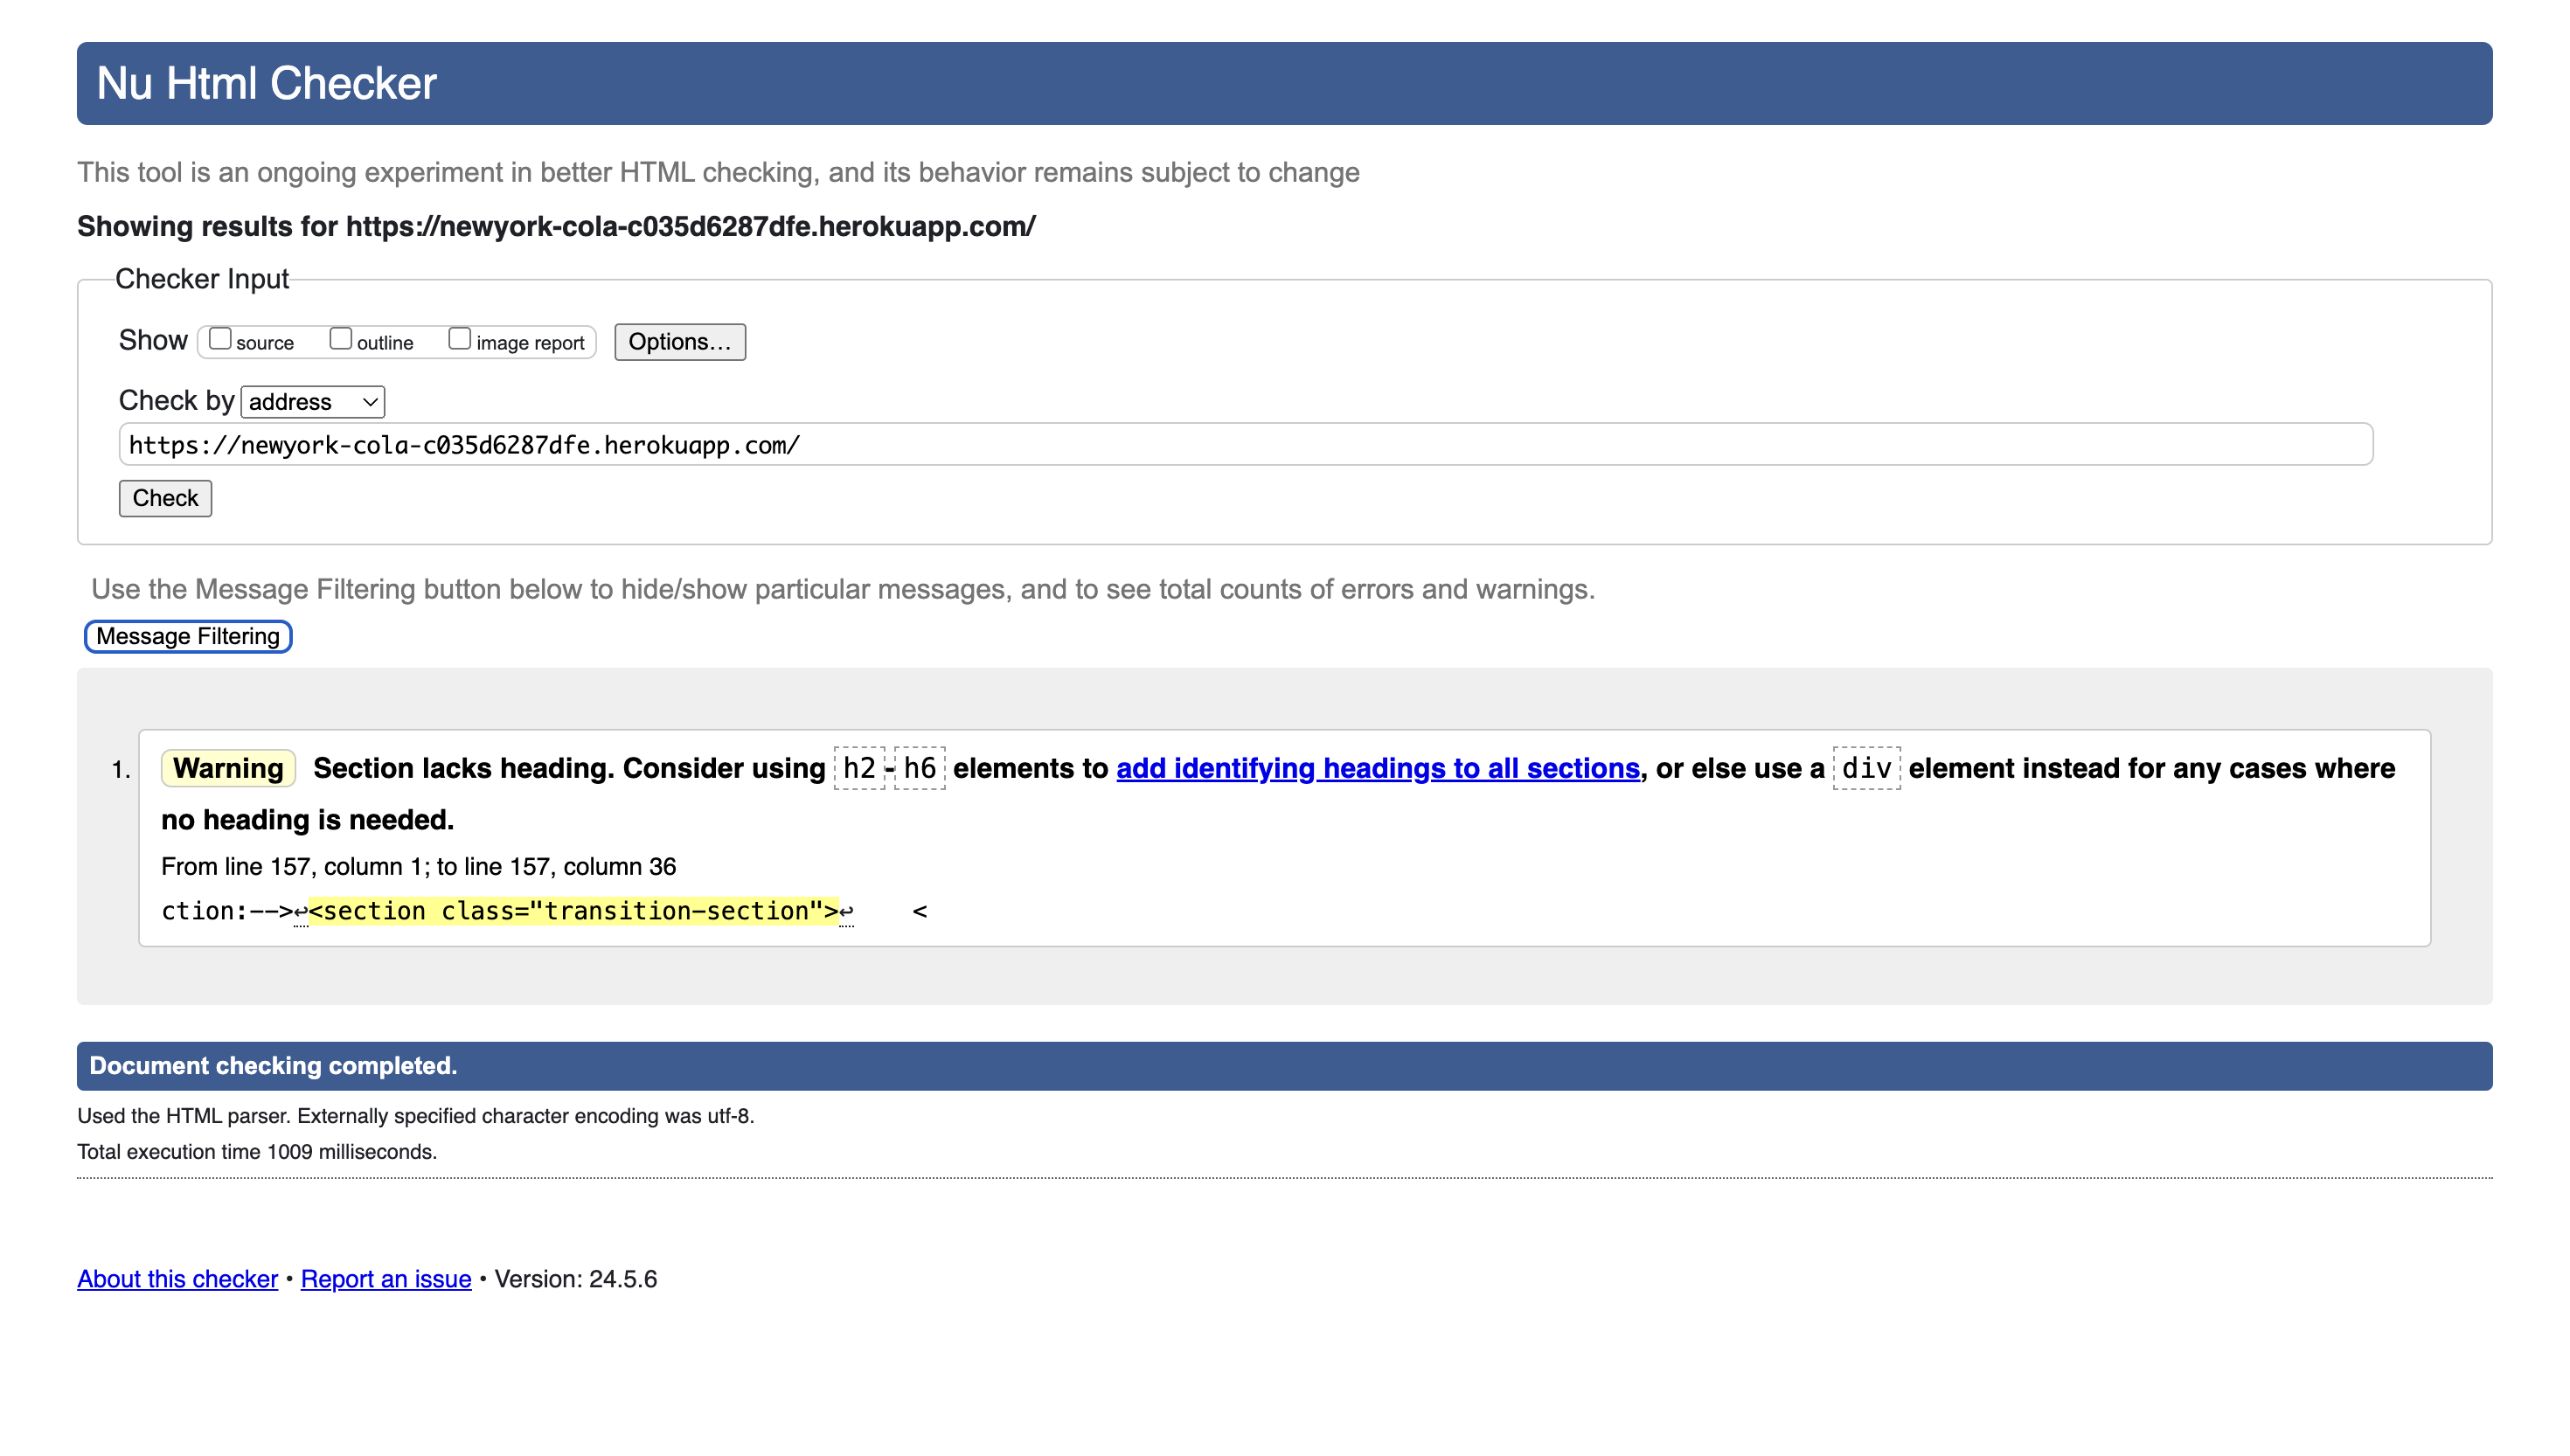 Nu Html Checker
This tool is an ongoing experiment in better HTML checking, and its behavior remains subject to change
Showing results for https://newyork-cola-c035d6287dfe.herokuapp.com/
Checker Input
Show source outline image report Options...
Check by address
https://newyork-cola-c035d6287dfe.herokuapp.com/
Check
Use the Message Filtering button below to hide/show particular messages, and to see total counts of errors and warnings.
Message Filtering
1. Warning Section lacks heading. Consider using h2-h6 elements to add identifying headings to all sections, or else use a div element instead for any cases where
no heading is needed.
From line 157, column 1; to line 157, column 36
ction:-->↩<section class="transition-section">↩    <
Document checking completed.
Used the HTML parser. Externally specified character encoding was utf-8.
Total execution time 1009 milliseconds.
About this checker • Report an issue • Version: 24.5.6